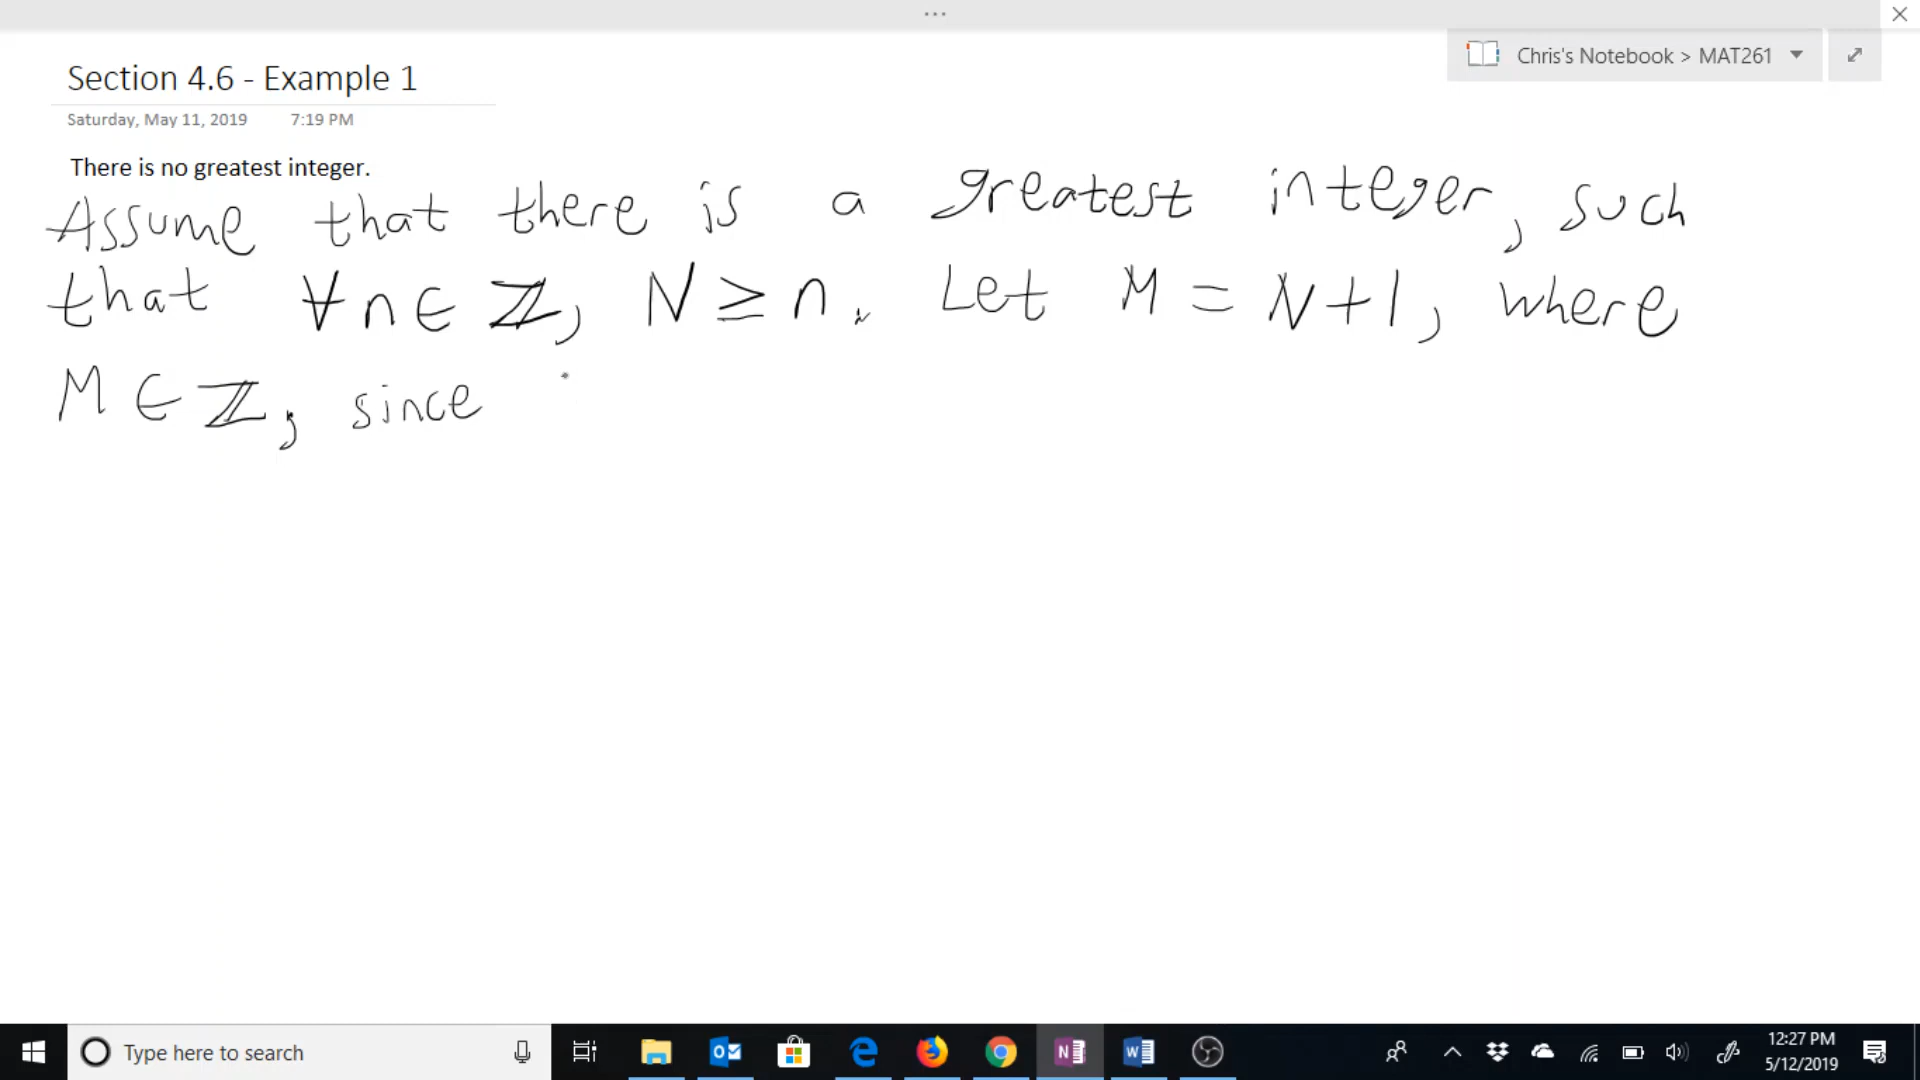 Chris's Notebook > MAT261
Section 4.6 - Example 1
Saturday, May 11, 2019 7:19 PM
There is no greatest integer.
Assume that there is a greatest integer, such
that ∀n∈ℤ, N≥n. Let M = N+1, where
M∈ℤ, since
Type here to search
12:27 PM
5/12/2019